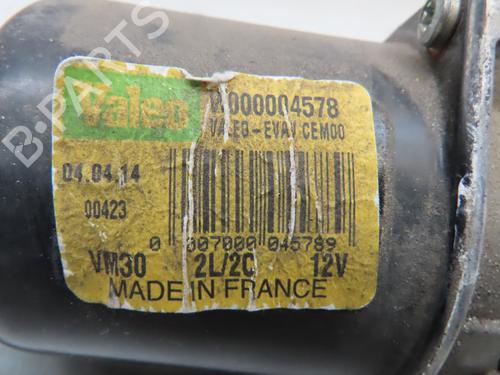 B-PARTS
Valeo
W000004578
VALEO-EVAV CEM00
04.04.14
00423
0 007000 045789
VM30 2L/2C 12V
MADE IN FRANCE